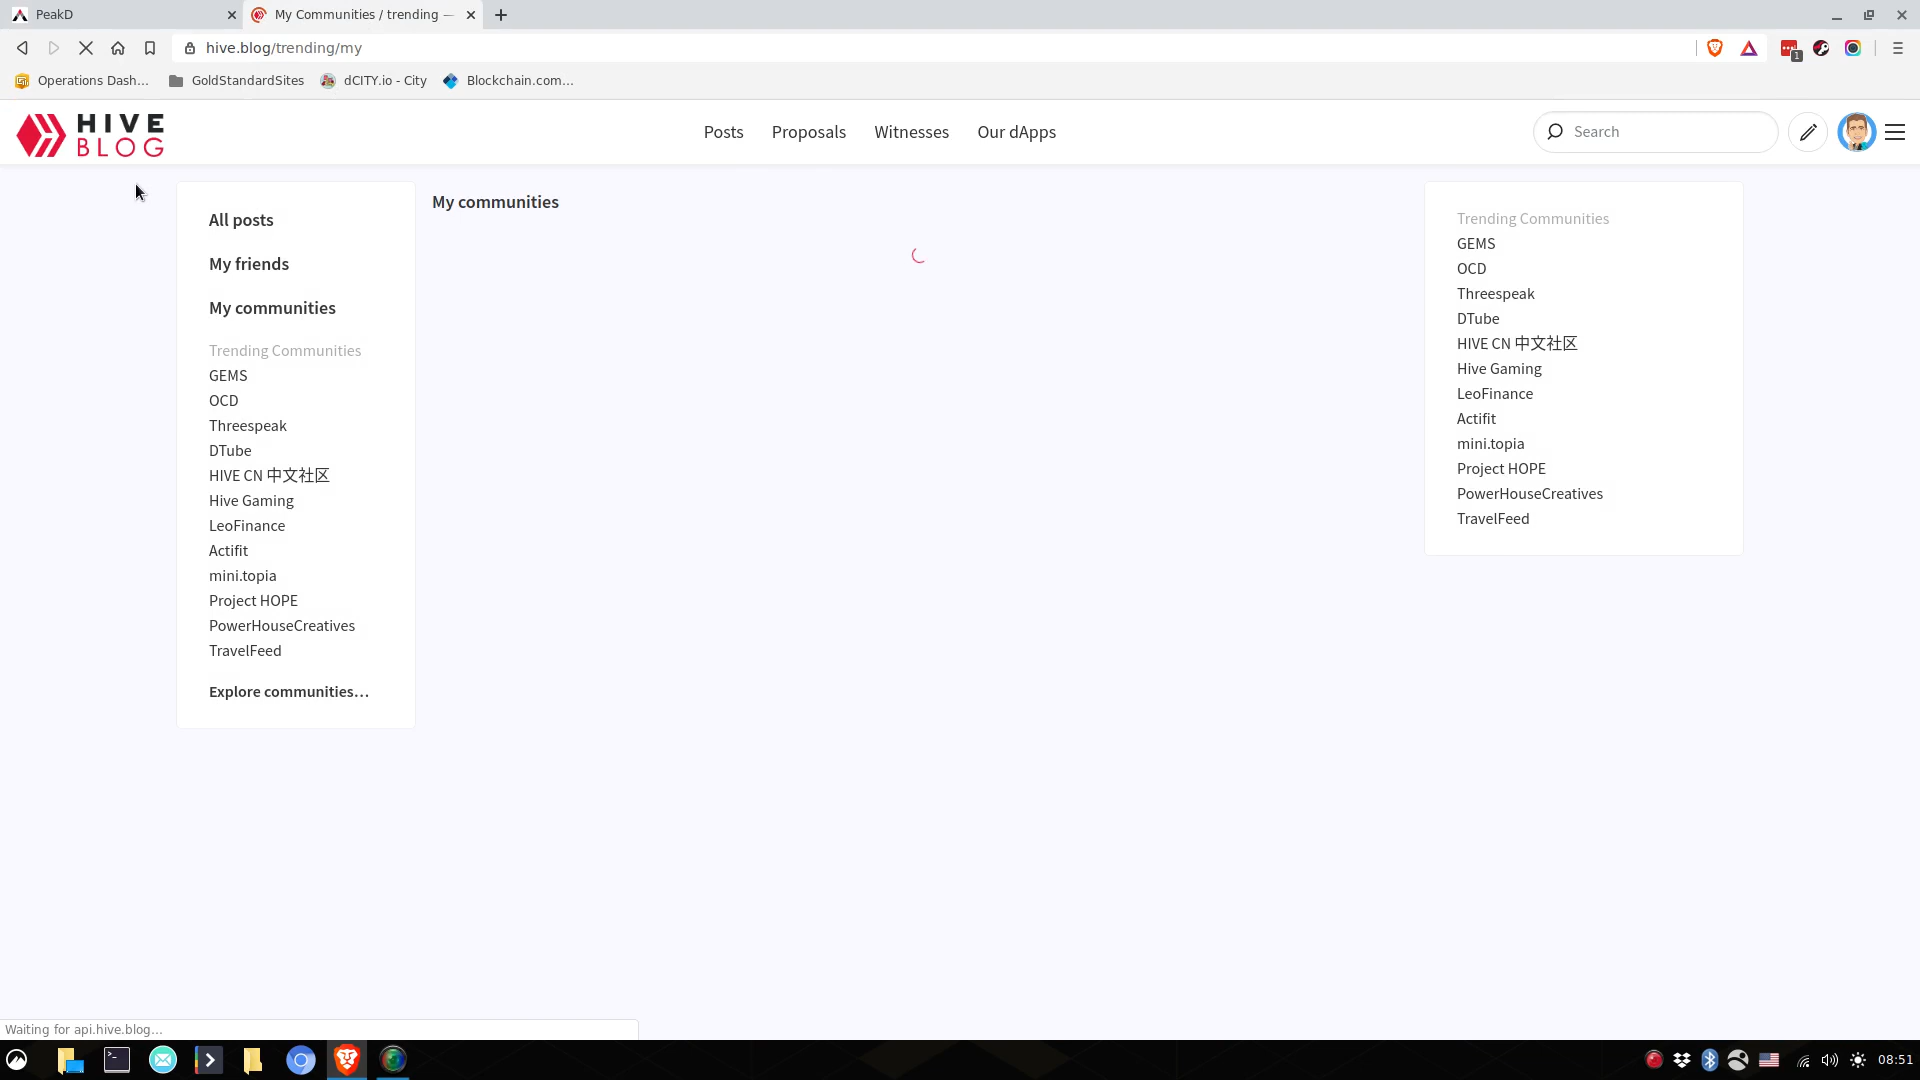 PeakD
My Communities / trending —
hive.blog/trending/my
1
Operations Dash...
GoldStandardSites
dCITY.io - City
Blockchain.com...
HIVE
BLOG
Posts
Proposals
Witnesses
Our dApps
Search
All posts
My friends
My communities
Trending Communities
GEMS
OCD
Threespeak
DTube
HIVE CN 中文社区
Hive Gaming
LeoFinance
Actifit
mini.topia
Project HOPE
PowerHouseCreatives
TravelFeed
Explore communities...
My communities
Trending Communities
GEMS
OCD
Threespeak
DTube
HIVE CN 中文社区
Hive Gaming
LeoFinance
Actifit
mini.topia
Project HOPE
PowerHouseCreatives
TravelFeed
Waiting for api.hive.blog...
08:51